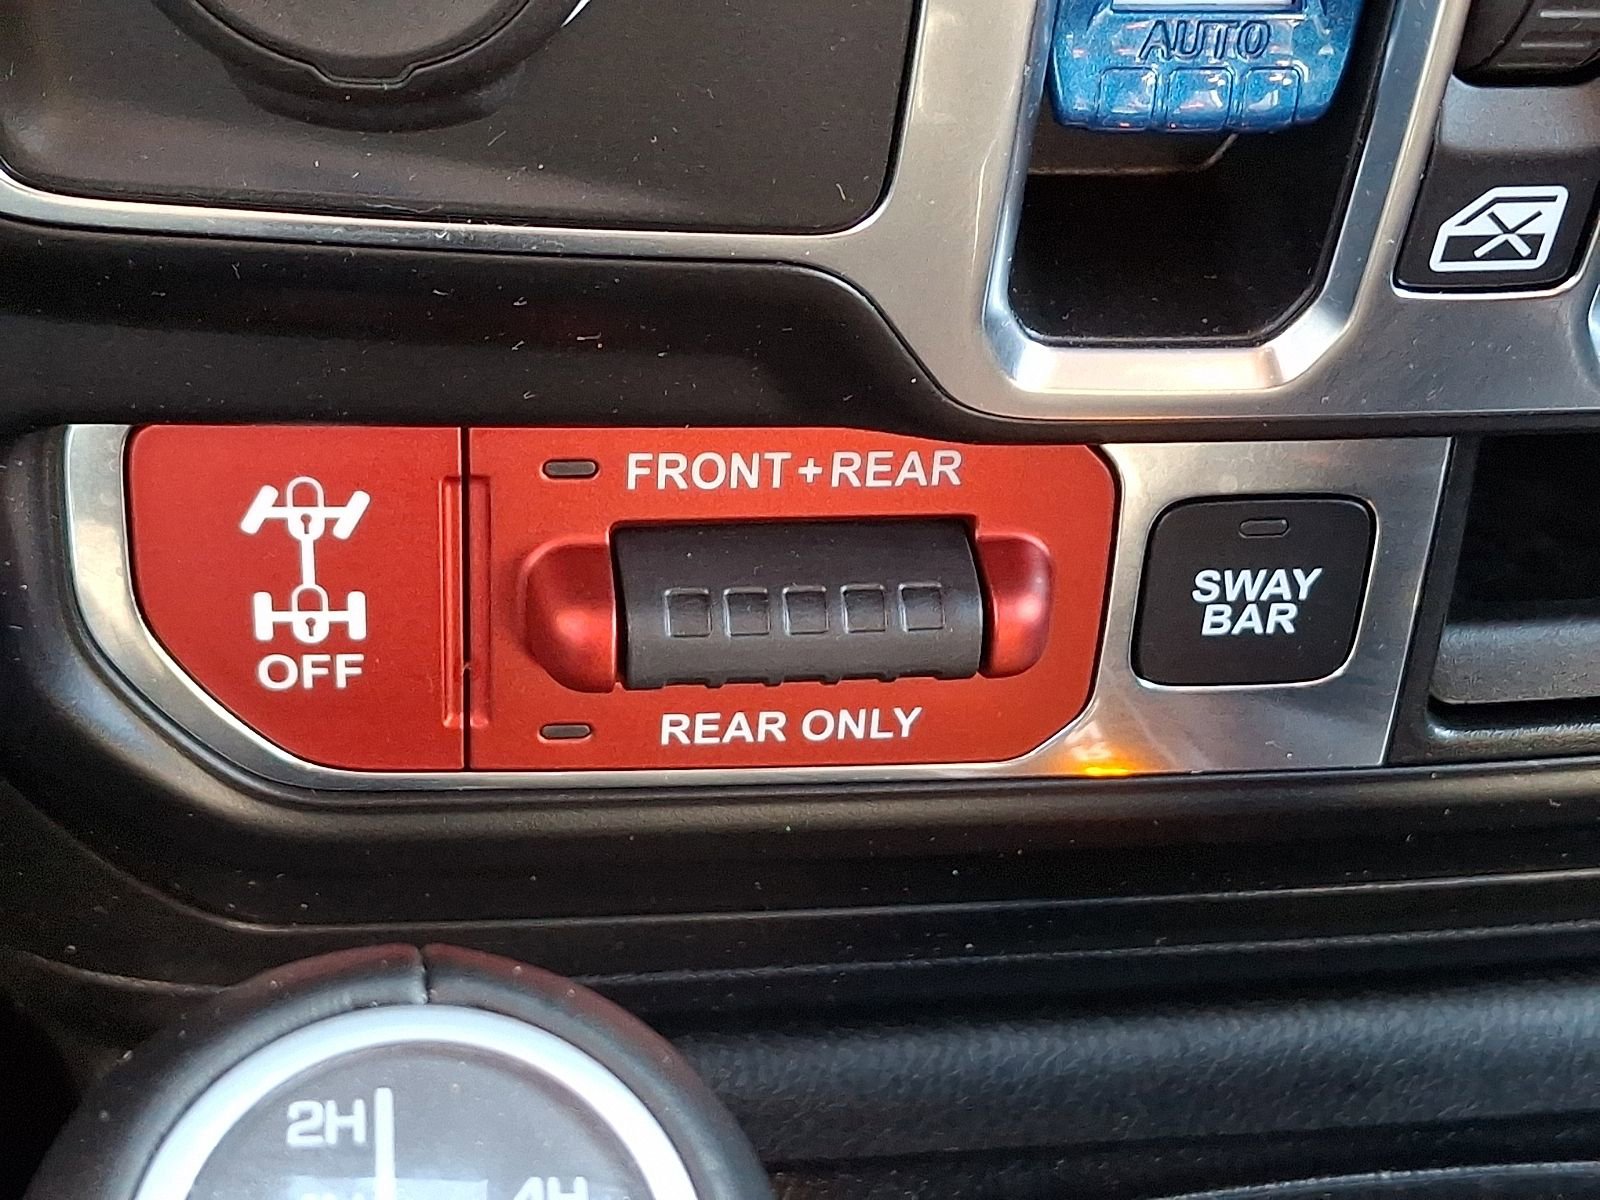 AUTO
FRONT+REAR
OFF
REAR ONLY
SWAY
BAR
2H
4H